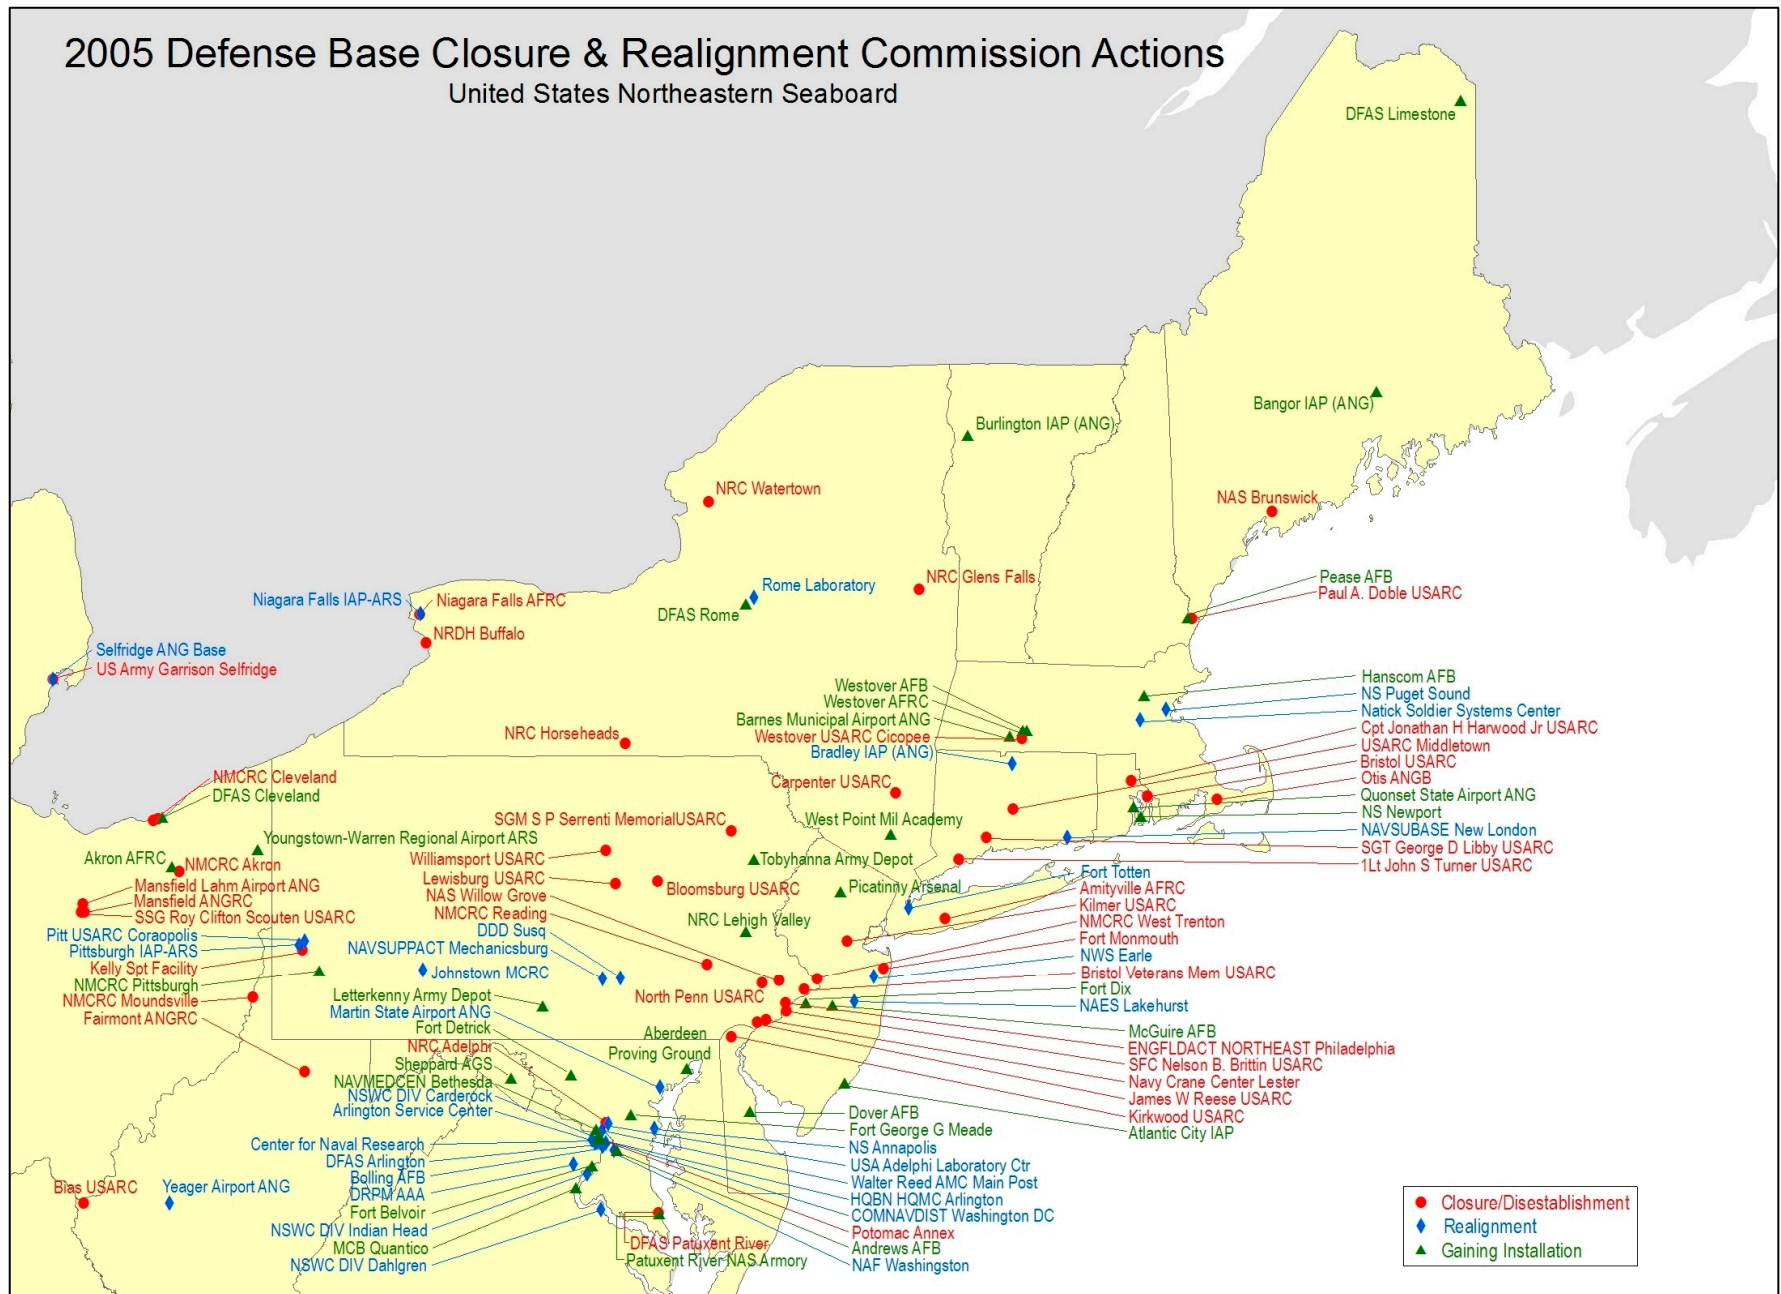 2005 Defense Base Closure & Realignment Commission Actions
United States Northeastern Seaboard
DFAS Limestone
Bangor IAP (ANG)
Burlington IAP (ANG)
NRC Watertown
NAS Brunswick
NRC Glens Falls
Pease AFB
Paul A. Doble USARC
Rome Laboratory
DFAS Rome
Niagara Falls IAP-ARS
Niagara Falls AFRC
NRDH Buffalo
Selfridge ANG Base
US Army Garrison Selfridge
Westover AFB
Westover AFRC
Barnes Municipal Airport ANG
Westover USARC Cicopee
Bradley IAP (ANG)
NRC Horseheads
Carpenter USARC
West Point Mil Academy
Hanscom AFB
NS Puget Sound
Natick Soldier Systems Center
Cpt Jonathan H Harwood Jr USARC
USARC Middletown
Bristol USARC
Otis ANGB
Quonset State Airport ANG
NS Newport
NAVSUBASE New London
SGT George D Libby USARC
1Lt John S Turner USARC
NMCRC Cleveland
DFAS Cleveland
Youngstown-Warren Regional Airport ARS
Akron AFRC
NMCRC Akron
Mansfield Lahm Airport ANG
Mansfield ANGRC
SSG Roy Clifton Scouten USARC
Pitt USARC Coraopolis
Pittsburgh IAP-ARS
Kelly Spt Facility
NMCRC Pittsburgh
NMCRC Moundsville
Fairmont ANGRC
SGM S P Serrenti MemorialUSARC
Williamsport USARC
Lewisburg USARC
NAS Willow Grove
NMCRC Reading
DDD Susq
NAVSUPPACT Mechanicsburg
Johnstown MCRC
Tobyhanna Army Depot
Bloomsburg USARC
Picatinny Arsenal
NRC Lehigh Valley
North Penn USARC
Letterkenny Army Depot
Martin State Airport ANG
Fort Detrick
NRC Adelphi
Sheppard AGS
NAVMEDCEN Bethesda
NSWC DIV Carderock
Arlington Service Center
Aberdeen
Proving Ground
Fort Totten
Amityville AFRC
Kilmer USARC
NMCRC West Trenton
Fort Monmouth
NWS Earle
Bristol Veterans Mem USARC
Fort Dix
NAES Lakehurst
McGuire AFB
ENGFLDACT NORTHEAST Philadelphia
SFC Nelson B. Brittin USARC
Navy Crane Center Lester
James W Reese USARC
Kirkwood USARC
Atlantic City IAP
Center for Naval Research
DFAS Arlington
Bolling AFB
DRPM AAA
Fort Belvoir
NSWC DIV Indian Head
MCB Quantico
NSWC DIV Dahlgren
Bias USARC
Yeager Airport ANG
Dover AFB
Fort George G Meade
NS Annapolis
USA Adelphi Laboratory Ctr
Walter Reed AMC Main Post
HQBN HQMC Arlington
COMNAVDIST Washington DC
Potomac Annex
Andrews AFB
NAF Washington
DFAS Patuxent River
Patuxent River NAS Armory
Closure/Disestablishment
Realignment
Gaining Installation